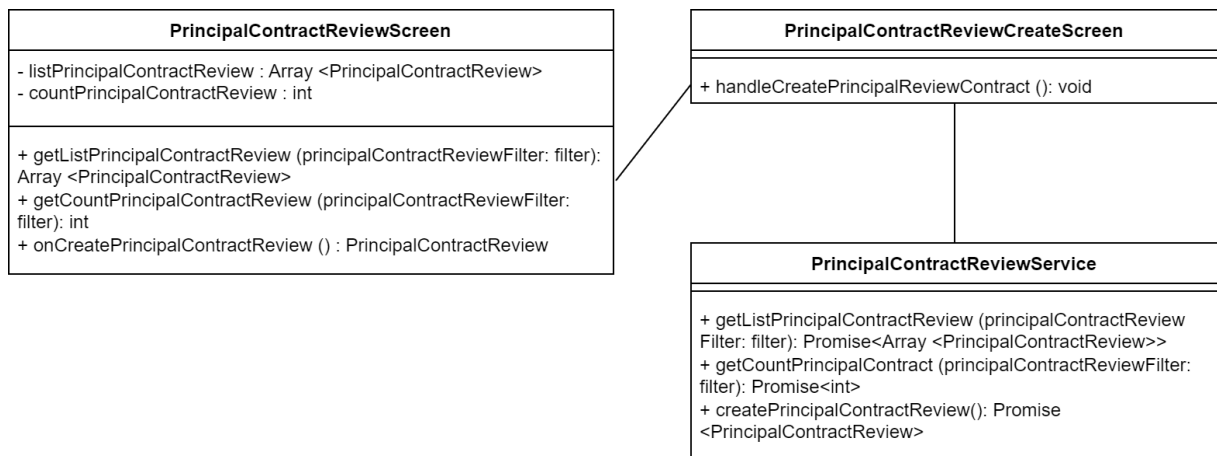 PrincipalContractReviewScreen
- listPrincipalContractReview : Array <PrincipalContractReview>
- countPrincipalContractReview : int
+ getListPrincipalContractReview (principalContractReviewFilter: filter):
Array <PrincipalContractReview>
+ getCountPrincipalContractReview (principalContractReviewFilter:
filter): int
+ onCreatePrincipalContractReview () : PrincipalContractReview
PrincipalContractReviewCreateScreen
+ handleCreatePrincipalReviewContract (): void
PrincipalContractReviewService
+ getListPrincipalContractReview (principalContractReview
Filter: filter): Promise<Array <PrincipalContractReview>>
+ getCountPrincipalContract (principalContractReviewFilter:
filter): Promise<int>
+ createPrincipalContractReview(): Promise
<PrincipalContractReview>